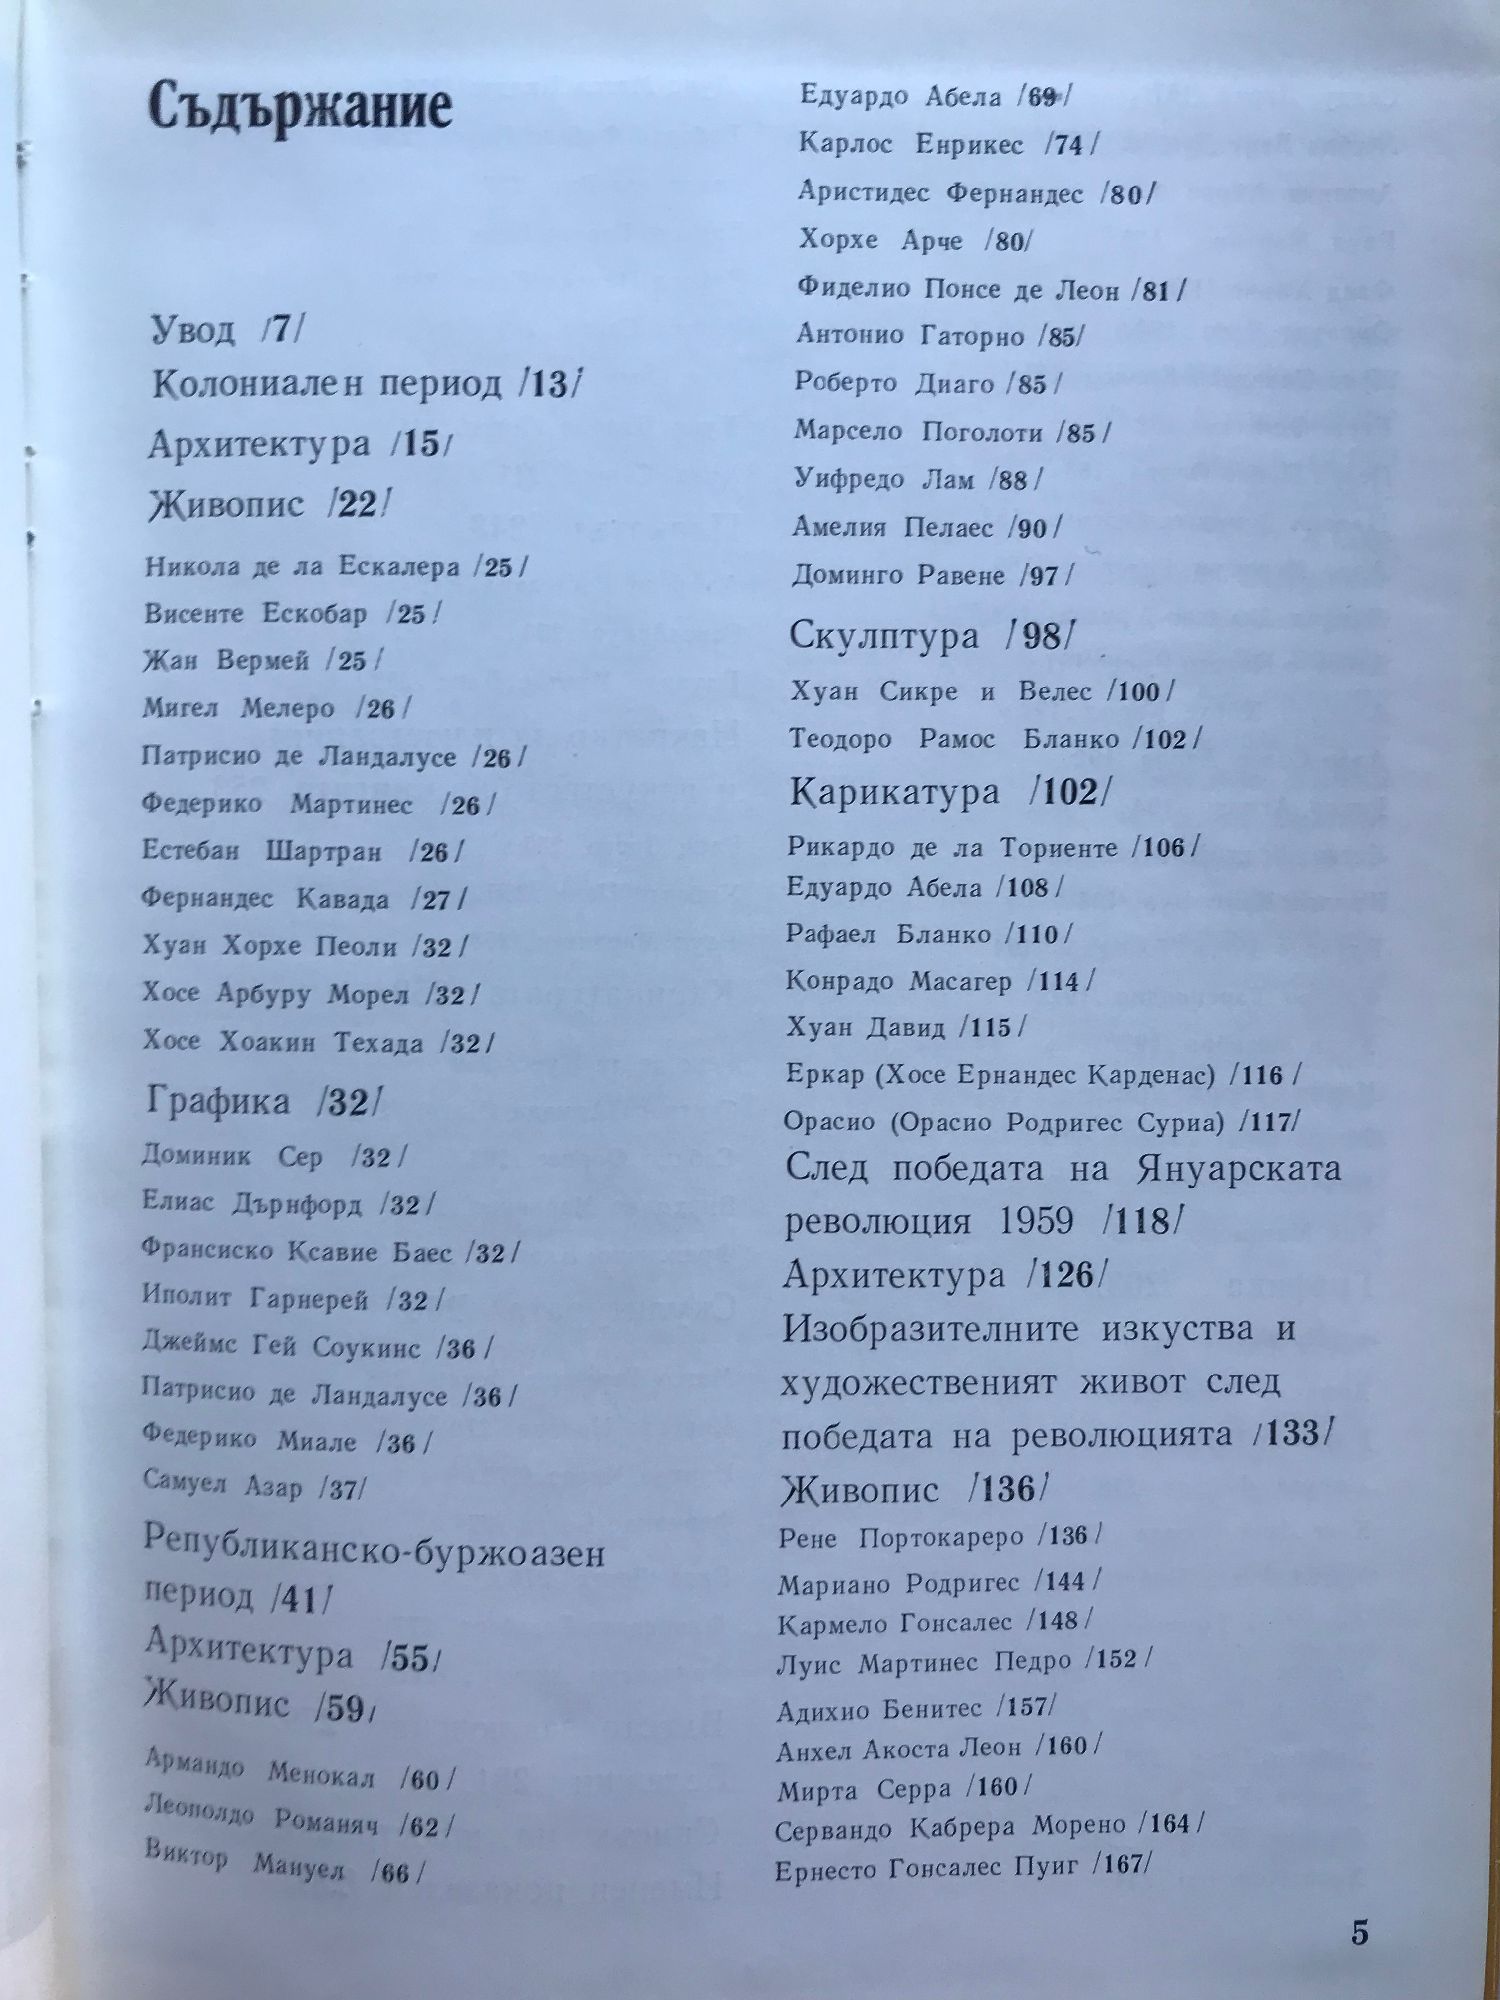 Съдържание
Увод /7/
Колониален период /13/
Архитектура /15/
Живопис /22/
Никола де ла Ескалера /25/
Висенте Ескобар /25/
Жан Вермей /25/
Мигел Мелеро /26/
Патрисио де Ландалусе /26/
Федерико Мартинес /26/
Естебан Шартран /26/
Фернандес Кавада /27/
Хуан Хорхе Пеоли /32/
Хосе Арбуру Морел /32/
Хосе Хоакин Техада /32/
Графика /32/
Доминик Сер /32/
Елиас Дърнфорд /32/
Франсиско Ксавие Баес /32/
Иполит Гарнерей /32/
Джеймс Гей Соукинс /36/
Патрисио де Ландалусе /36/
Федерико Миале /36/
Самуел Азар /37/
Републиканско-буржоазен
период /41/
Архитектура /55/
Живопис /59/
Армандо Менокал /60/
Леополдо Романяч /62/
Виктор Мануел /66/
Едуардо Абела /69/
Карлос Енрикес /74/
Аристидес Фернандес /80/
Хорхе Арче /80/
Фиделио Понсе де Леон /81/
Антонио Гаторно /85/
Роберто Диаго /85/
Марсело Поголоти /85/
Уифредо Лам /88/
Амелия Пелаес /90/
Доминго Равене /97/
Скулптура /98/
Хуан Сикре и Велес /100/
Теодоро Рамос Бланко /102/
Карикатура /102/
Рикардо де ла Ториенте /106/
Едуардо Абела /108/
Рафаел Бланко /110/
Конрадо Масагер /114/
Хуан Давид /115/
Еркар (Хосе Ернандес Карденас) /116/
Орасио (Орасио Родригес Суриа) /117/
След победата на Януарската
революция 1959 /118/
Архитектура /126/
Изобразителните изкуства и
художественият живот след
победата на революцията /133/
Живопис /136/
Рене Портокареро /136/
Мариано Родригес /144/
Кармело Гонсалес /148/
Луис Мартинес Педро /152/
Адихио Бенитес /157/
Анхел Акоста Леон /160/
Мирта Серра /160/
Сервандо Кабрера Морено /164/
Ернесто Гонсалес Пуиг /167/
5